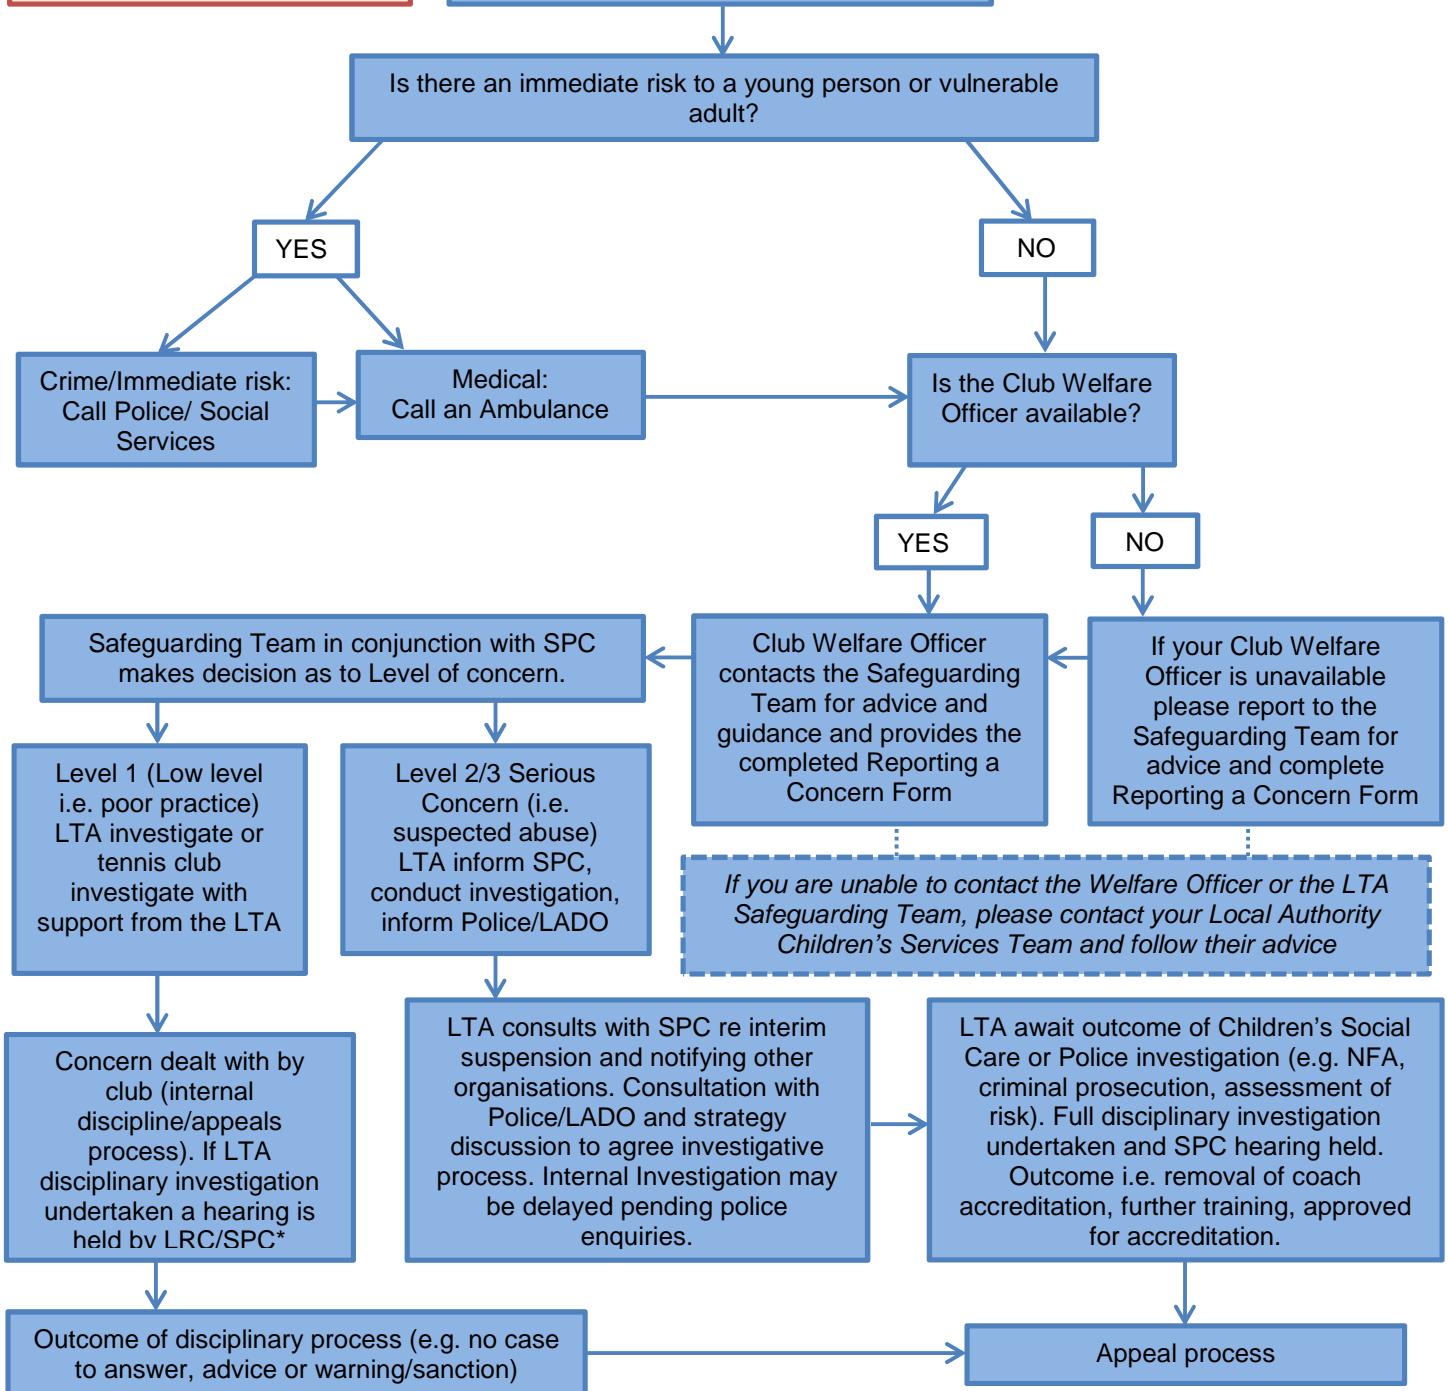 Is there an immediate risk to a young person or vulnerable
adult?
YES
NO
Crime/Immediate risk:
Call Police/ Social
Services
Medical:
Call an Ambulance
Is the Club Welfare
Officer available?
YES
NO
Safeguarding Team in conjunction with SPC
makes decision as to Level of concern.
Club Welfare Officer
contacts the Safeguarding
Team for advice and
guidance and provides the
completed Reporting a
Concern Form
If your Club Welfare
Officer is unavailable
please report to the
Safeguarding Team for
advice and complete
Reporting a Concern Form
Level 1 (Low level
i.e. poor practice)
LTA investigate or
tennis club
investigate with
support from the LTA
Level 2/3 Serious
Concern (i.e.
suspected abuse)
LTA inform SPC,
conduct investigation,
inform Police/LADO
If you are unable to contact the Welfare Officer or the LTA
Safeguarding Team, please contact your Local Authority
Children’s Services Team and follow their advice
Concern dealt with by
club (internal
discipline/appeals
process). If LTA
disciplinary investigation
undertaken a hearing is
held by LRC/SPC*
LTA consults with SPC re interim
suspension and notifying other
organisations. Consultation with
Police/LADO and strategy
discussion to agree investigative
process. Internal Investigation may
be delayed pending police
enquiries.
LTA await outcome of Children’s Social
Care or Police investigation (e.g. NFA,
criminal prosecution, assessment of
risk). Full disciplinary investigation
undertaken and SPC hearing held.
Outcome i.e. removal of coach
accreditation, further training, approved
for accreditation.
Outcome of disciplinary process (e.g. no case
to answer, advice or warning/sanction)
Appeal process